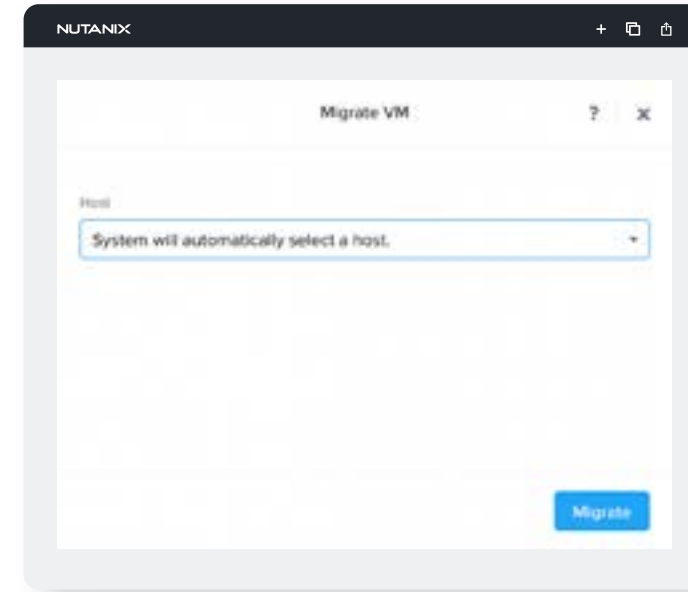 NUTANIX
Migrate VM ? x
Host
System will automatically select a host.
Migrate